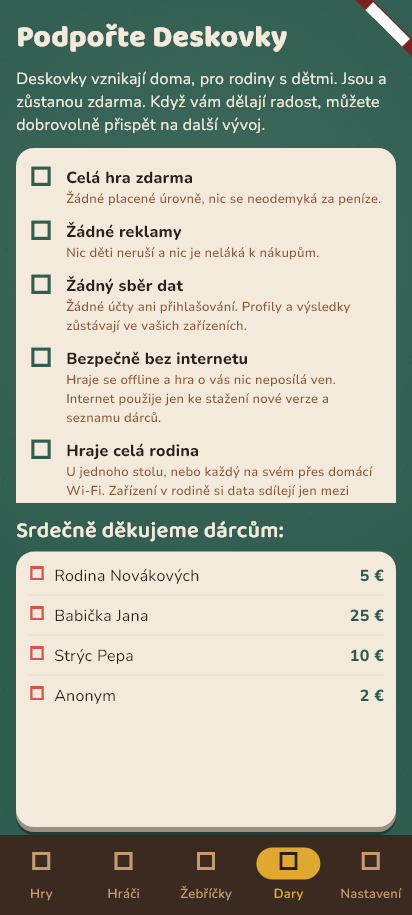 Podpořte Deskovky
Deskovky vznikají doma, pro rodiny s dětmi. Jsou a
zůstanou zdarma. Když vám dělají radost, můžete
dobrovolně přispět na další vývoj.
Celá hra zdarma
Žádné placené úrovně, nic se neodemyká za peníze.
Žádné reklamy
Nic děti neruší a nic je neláká k nákupům.
Žádný sběr dat
Žádné účty ani přihlašování. Profily a výsledky
zůstávají ve vašich zařízeních.
Bezpečně bez internetu
Hraje se offline a hra o vás nic neposílá ven.
Internet použije jen ke stažení nové verze a
seznamu dárců.
Hraje celá rodina
U jednoho stolu, nebo každý na svém přes domácí
Wi-Fi. Zařízení v rodině si data sdílejí jen mezi
Srdečně děkujeme dárcům:
Rodina Novákových 5 €
Babička Jana 25 €
Strýc Pepa 10 €
Anonym 2 €
Hry Hráči Žebříčky Dary Nastavení